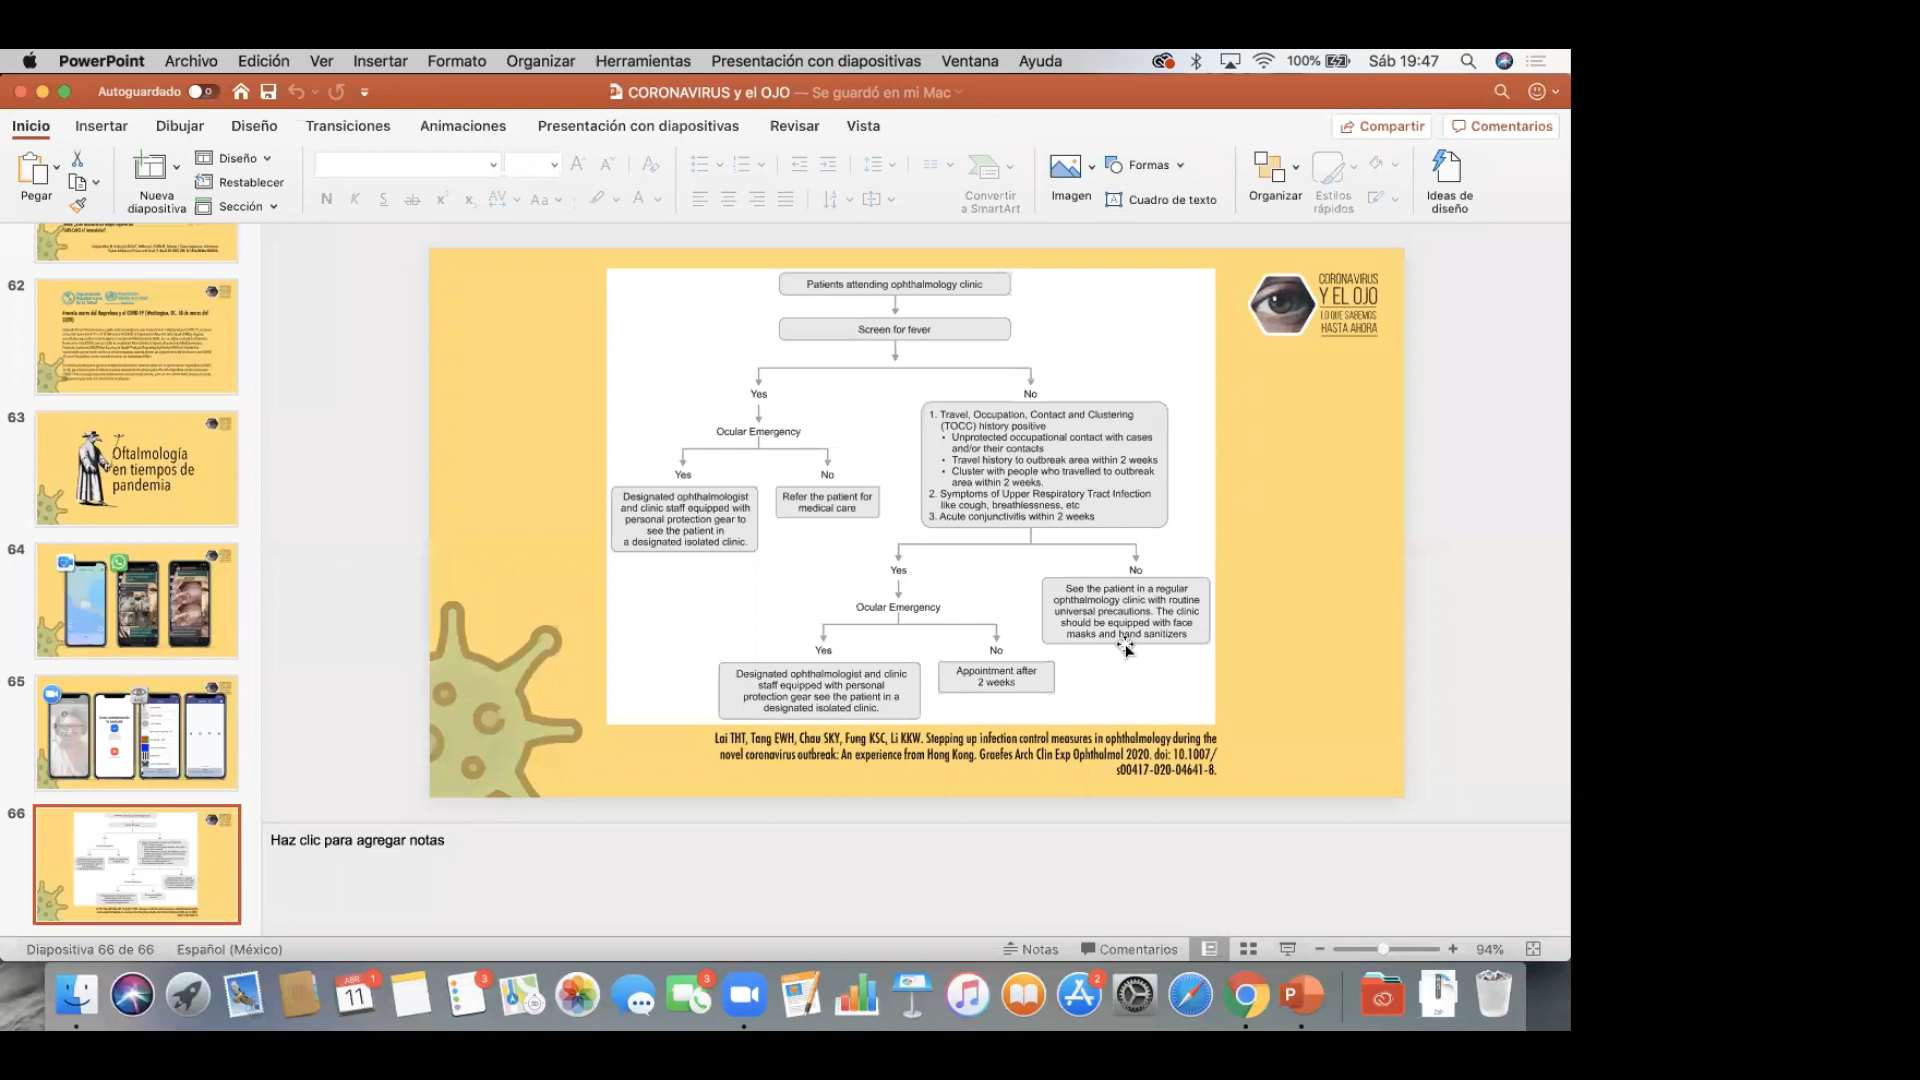 PowerPoint Archivo Edición Ver Insertar Formato Organizar Herramientas Presentación con diapositivas Ventana Ayuda 100% Sáb 19:47
Autoguardado CORONAVIRUS y el OJO — Se guardó en mi Mac
Inicio Insertar Dibujar Diseño Transiciones Animaciones Presentación con diapositivas Revisar Vista Compartir Comentarios
Pegar
Nueva
diapositiva
Diseño
Restablecer
Sección
N K S ab x² x₂ AV Aa A
Convertir
a SmartArt
Imagen
Formas
Cuadro de texto
Organizar
Estilos
rápidos
Ideas de
diseño
62
63
Oftalmología
en tiempos de
pandemia
64
65
66
Patients attending ophthalmology clinic
Screen for fever
Yes
No
Ocular Emergency
Yes
No
Designated ophthalmologist
and clinic staff equipped with
personal protection gear to
see the patient in
a designated isolated clinic.
Refer the patient for
medical care
1. Travel, Occupation, Contact and Clustering
(TOCC) history positive
• Unprotected occupational contact with cases
and/or their contacts
• Travel history to outbreak area within 2 weeks
• Cluster with people who travelled to outbreak
area within 2 weeks.
2. Symptoms of Upper Respiratory Tract Infection
like cough, breathlessness, etc
3. Acute conjunctivitis within 2 weeks
Yes
No
Ocular Emergency
See the patient in a regular
ophthalmology clinic with routine
universal precautions. The clinic
should be equipped with face
masks and hand sanitizers
Yes
No
Designated ophthalmologist and clinic
staff equipped with personal
protection gear see the patient in a
designated isolated clinic.
Appointment after
2 weeks
Lai THT, Tang EWH, Chau SKY, Fung KSC, Li KKW. Stepping up infection control measures in ophthalmology during the
novel coronavirus outbreak: An experience from Hong Kong. Graefes Arch Clin Exp Ophthalmol 2020. doi: 10.1007/
s00417-020-04641-8.
CORONAVIRUS
Y EL OJO
LO QUE SABEMOS
HASTA AHORA
Haz clic para agregar notas
Diapositiva 66 de 66 Español (México) Notas Comentarios 94%
ABR
11
1
3
3
2
P
ZIP